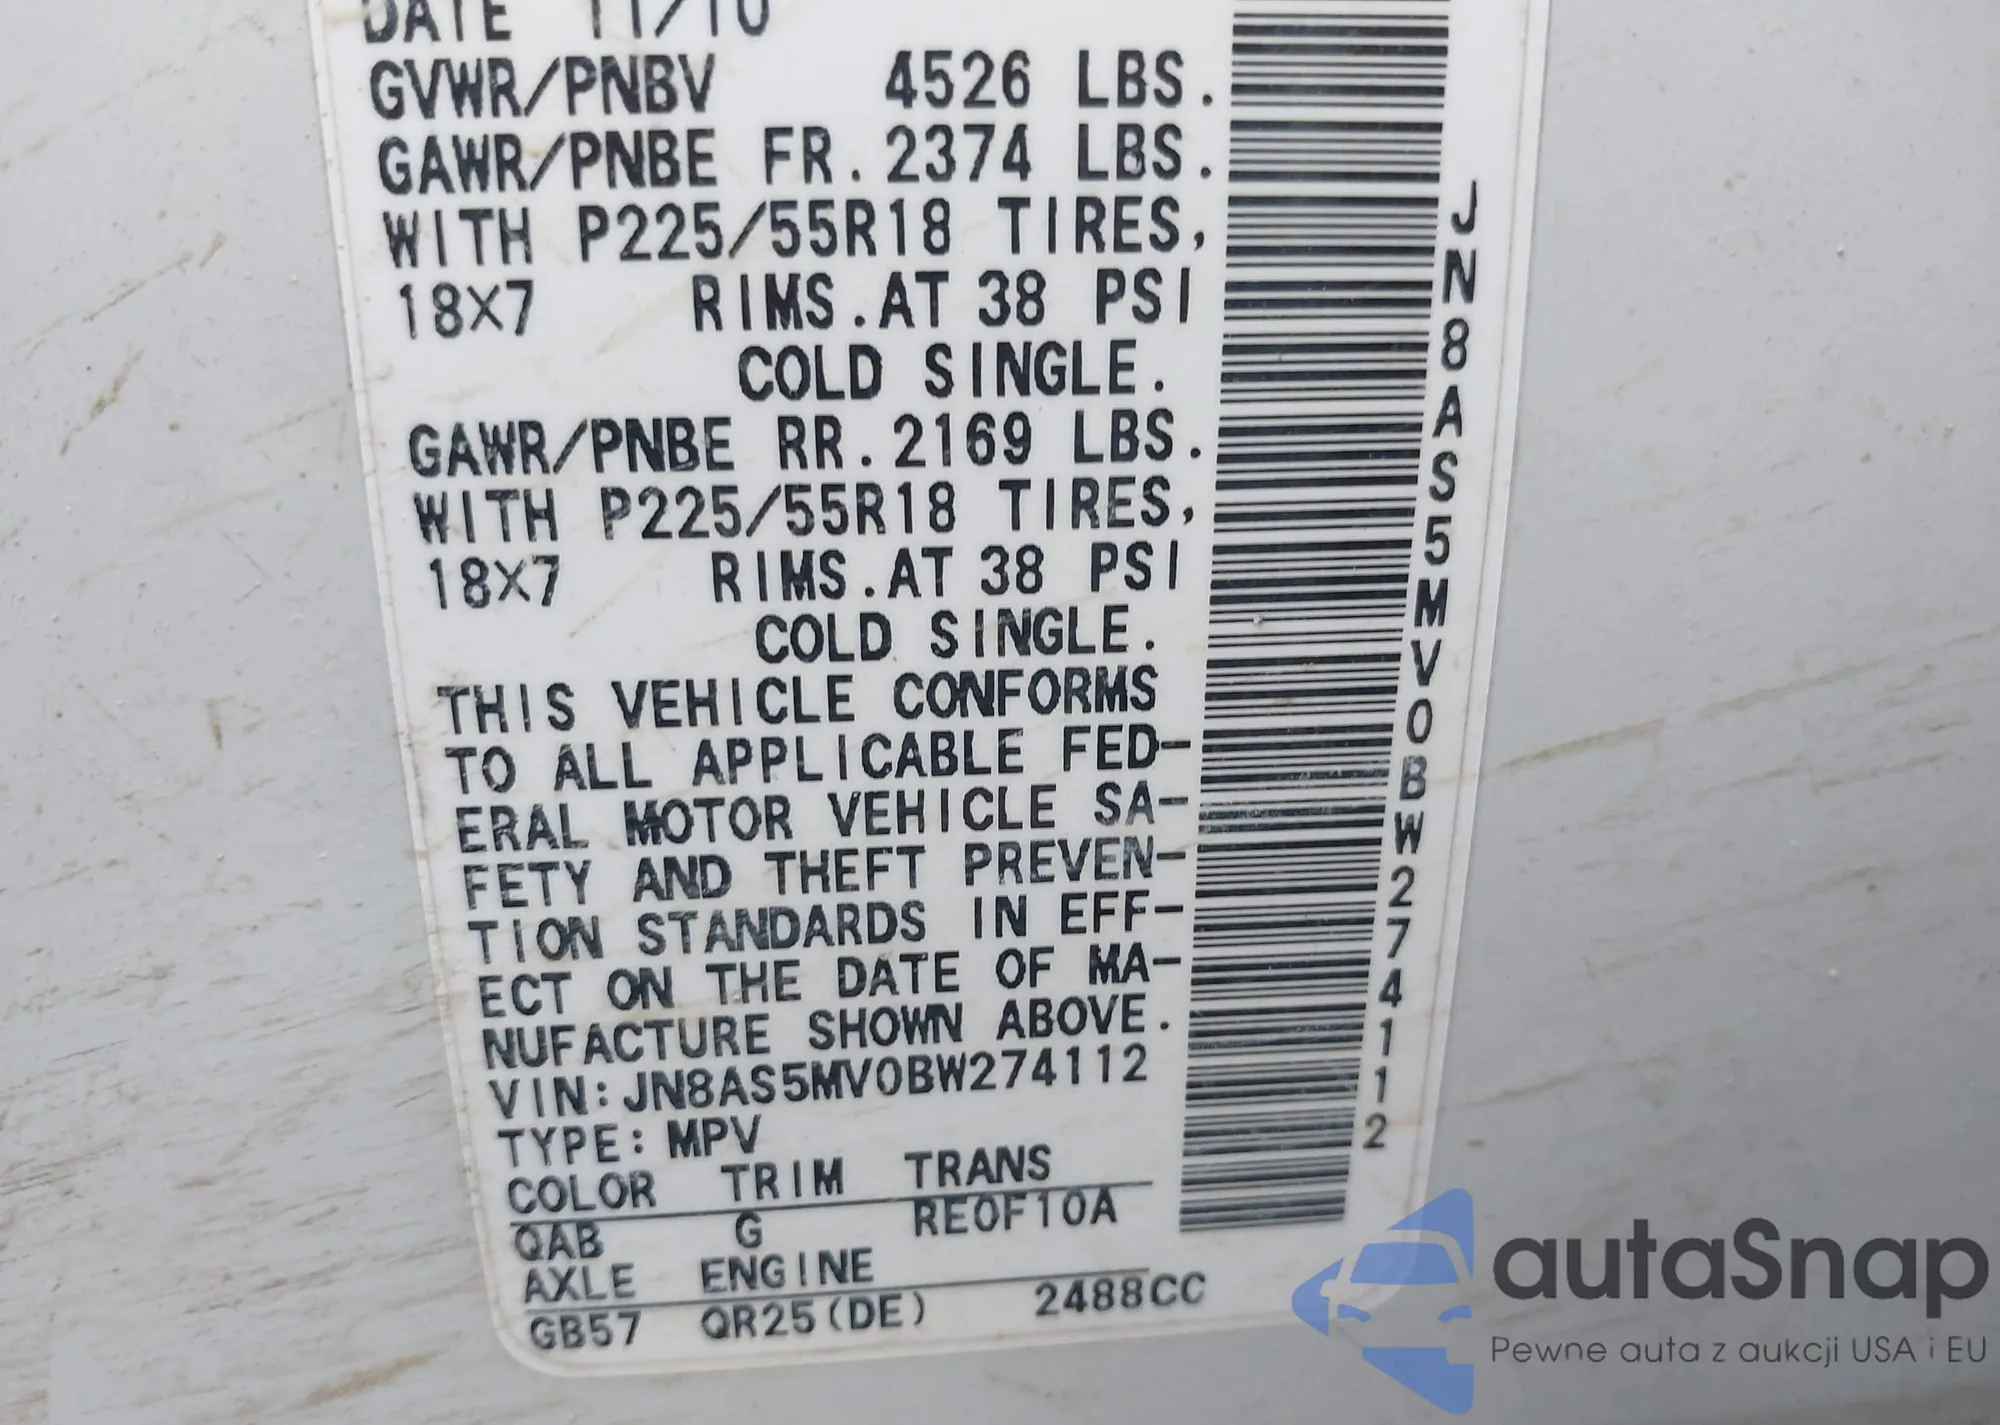 DATE 11/10
GVWR/PNBV 4526 LBS.
GAWR/PNBE FR. 2374 LBS.
WITH P225/55R18 TIRES,
18X7 RIMS. AT 38 PSI
COLD SINGLE.
GAWR/PNBE RR. 2169 LBS.
WITH P225/55R18 TIRES,
18X7 RIMS. AT 38 PSI
COLD SINGLE.
THIS VEHICLE CONFORMS
TO ALL APPLICABLE FED-
ERAL MOTOR VEHICLE SA-
FETY AND THEFT PREVEN-
TION STANDARDS IN EFF-
ECT ON THE DATE OF MA-
NUFACTURE SHOWN ABOVE.
VIN: JN8AS5MV0BW274112
TYPE: MPV
COLOR TRIM TRANS
QAB G RE0F10A
AXLE ENGINE
GB57 QR25(DE) 2488CC
JN8AS5MV0BW274112
autaSnap
Pewne auta z aukcji USA i EU